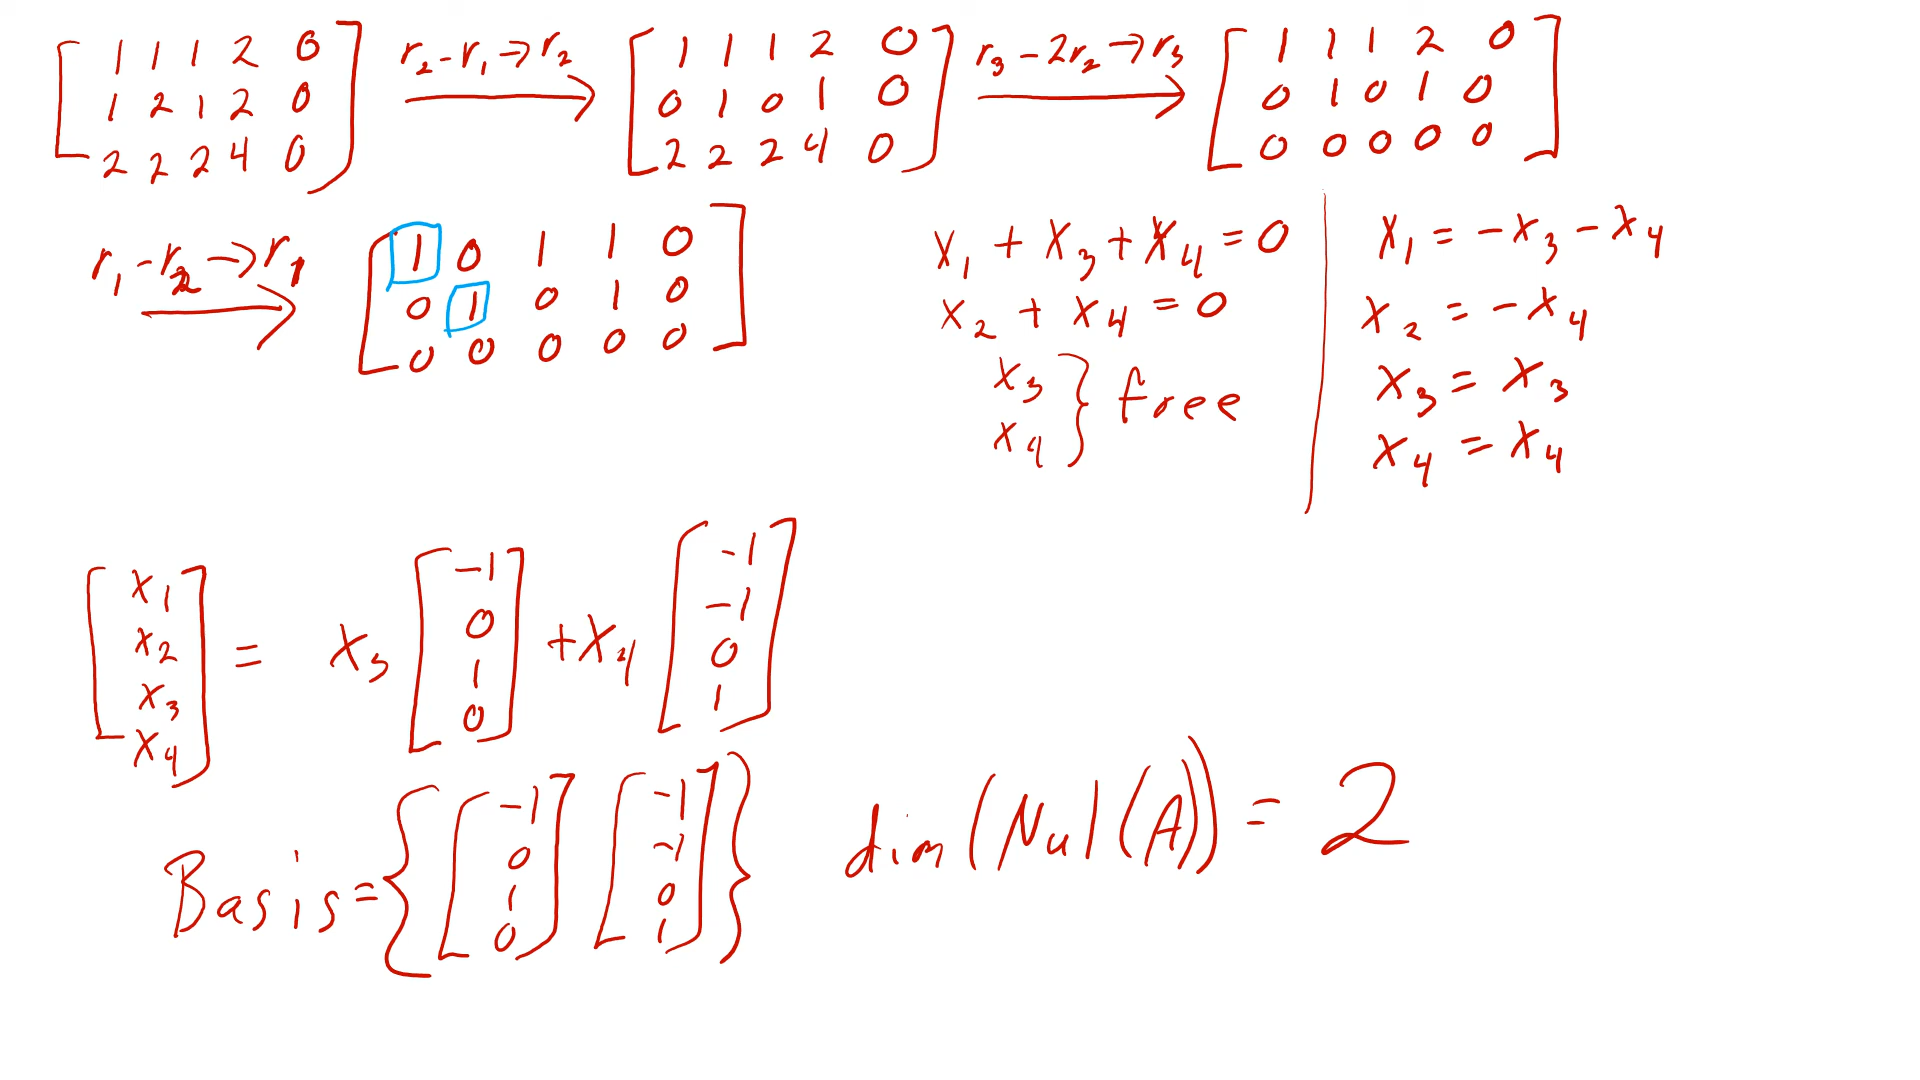 [1 1 1 2 0] r₂ - r₁ → r₂ [1 1 1 2 0] r₃ - 2r₂ → r₃ [1 1 1 2 0]
[1 2 1 2 0] [0 1 0 1 0] [0 1 0 1 0]
[2 2 2 4 0] [2 2 2 4 0] [0 0 0 0 0]
r₁ - r₂ → r₁ [1 0 1 1 0]
[0 1 0 1 0]
[0 0 0 0 0]
x₁ + x₃ + x₄ = 0
x₂ + x₄ = 0
x₃
x₄ } free
x₁ = -x₃ - x₄
x₂ = -x₄
x₃ = x₃
x₄ = x₄
[x₁ x₂ x₃ x₄] = x₃ [-1 0 1 0] + x₄ [-1 -1 0 1]
Basis = {[-1 0 1 0] [-1 -1 0 1]}
dim(Nul(A)) = 2